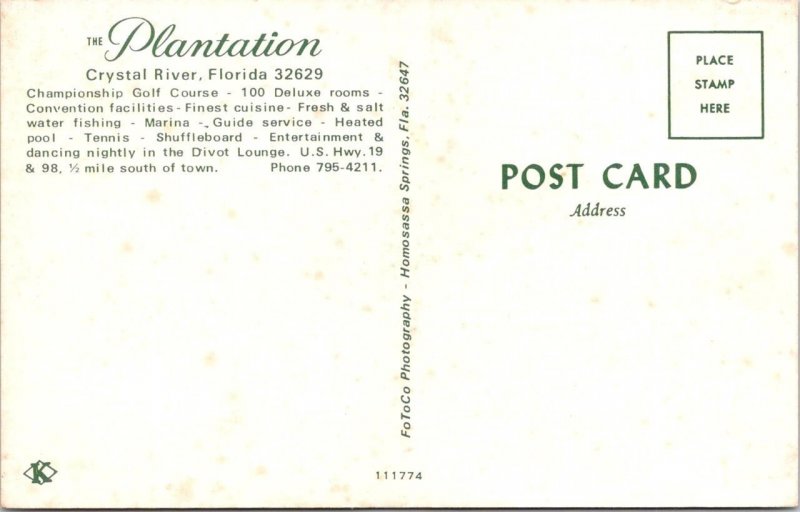 THE Plantation
Crystal River, Florida 32629
Championship Golf Course - 100 Deluxe rooms -
Convention facilities - Finest cuisine - Fresh & salt
water fishing - Marina - Guide service - Heated
pool - Tennis - Shuffleboard - Entertainment &
dancing nightly in the Divot Lounge. U.S. Hwy. 19
& 98, ½ mile south of town. Phone 795-4211.
FoToCo Photography - Homosassa Springs, Fla. 32647
PLACE
STAMP
HERE
POST CARD
Address
K
111774